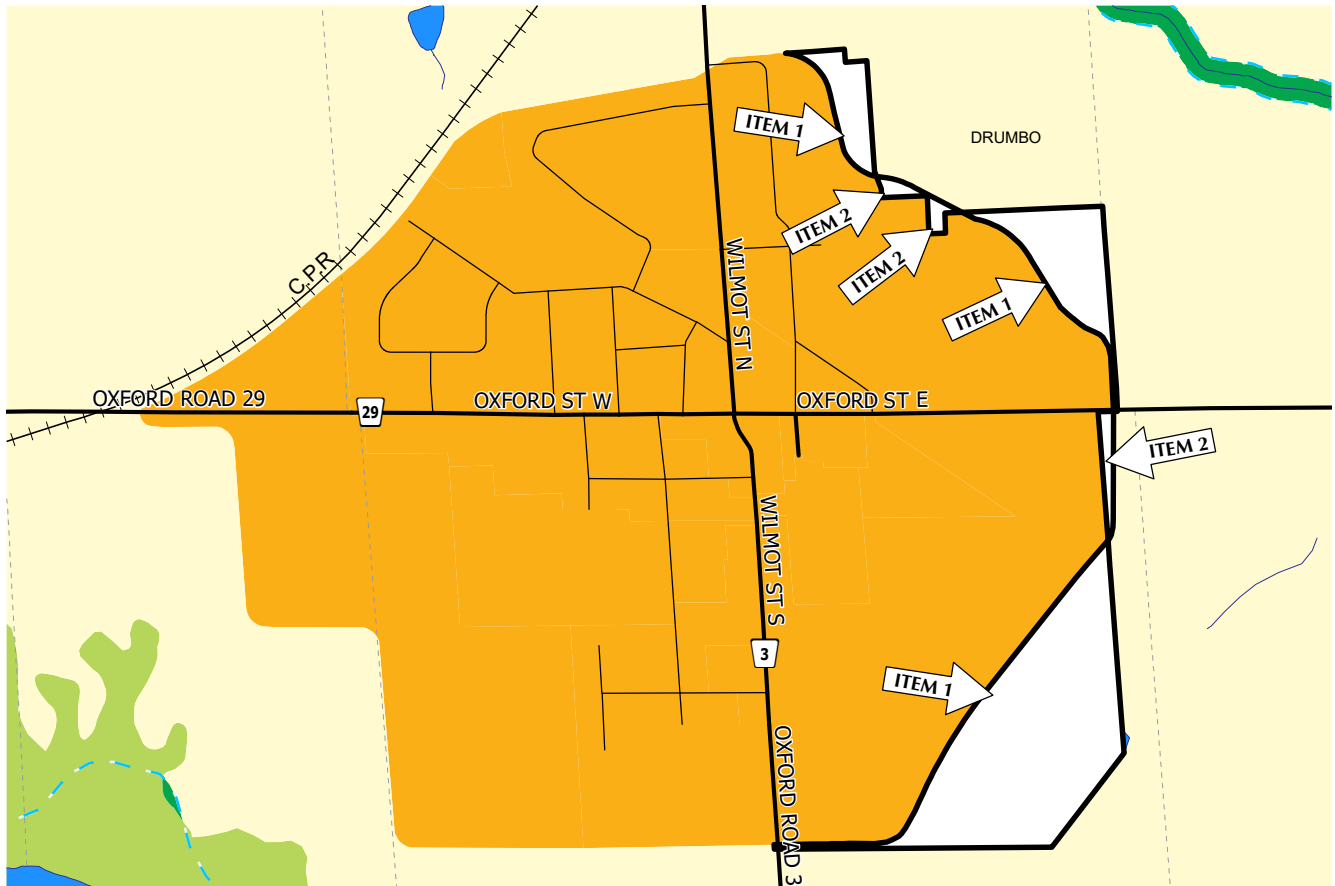 ITEM 1
DRUMBO
ITEM 2
ITEM 2
C.P.R
WILMOT ST N
ITEM 1
OXFORD ROAD 29
29
OXFORD ST W
OXFORD ST E
ITEM 2
WILMOT ST S
3
ITEM 1
OXFORD ROAD 3